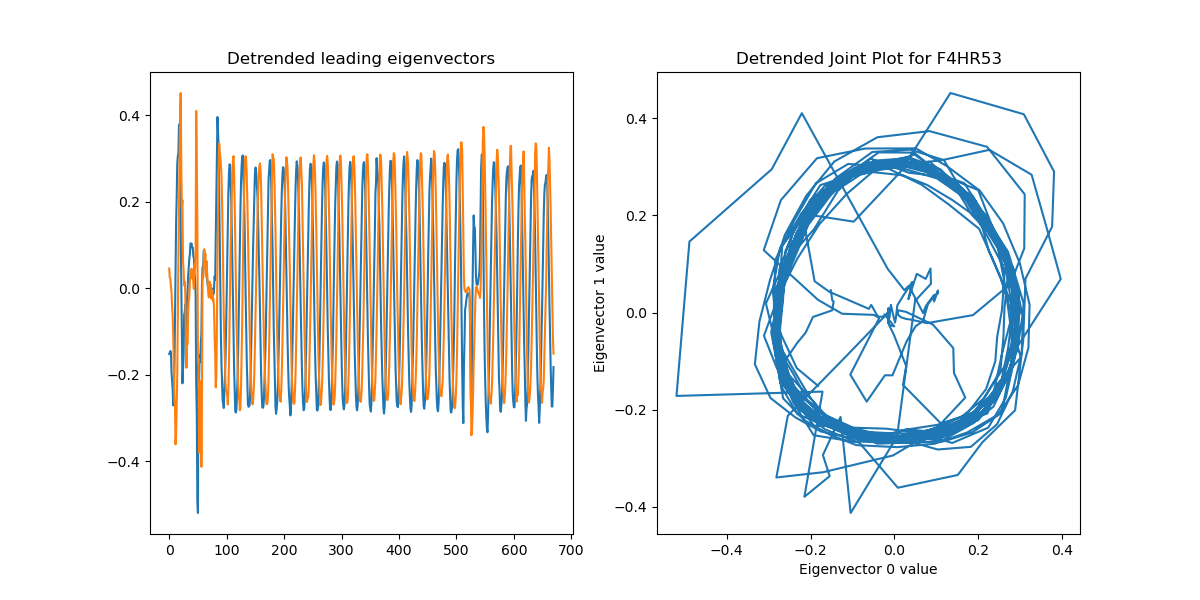 Detrended leading eigenvectors
0.4
0.2
0.0
−0.2
−0.4
0 100 200 300 400 500 600 700
Detrended Joint Plot for F4HR53
Eigenvector 1 value
0.4
0.2
0.0
−0.2
−0.4
−0.4 −0.2 0.0 0.2 0.4
Eigenvector 0 value